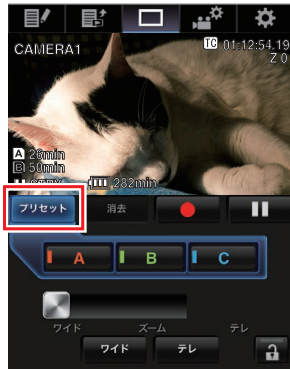 CAMERA1
TC 01:12:54.19
Z 0
A 26min
B 50min
STBY 282min
プリセット 消去
A B C
ワイド ズーム テレ
ワイド テレ